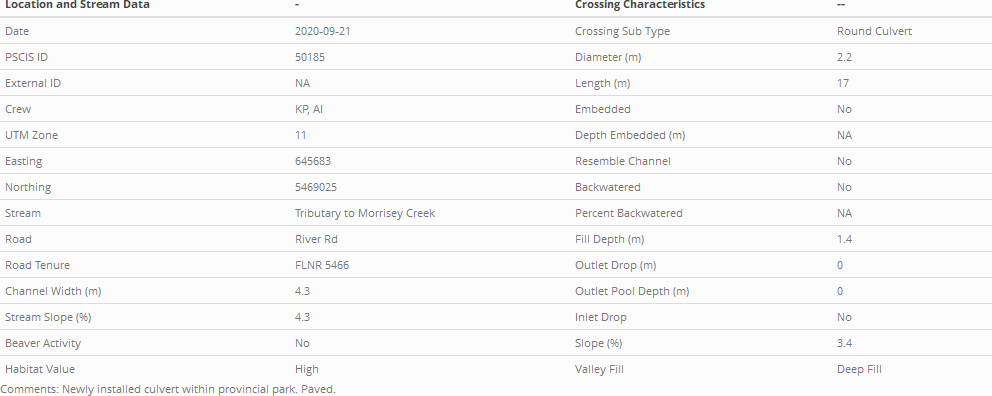 Location and Stream Data - Crossing Characteristics --
Date 2020-09-21 Crossing Sub Type Round Culvert
PSCIS ID 50185 Diameter (m) 2.2
External ID NA Length (m) 17
Crew KP, AI Embedded No
UTM Zone 11 Depth Embedded (m) NA
Easting 645683 Resemble Channel No
Northing 5469025 Backwatered No
Stream Tributary to Morrisey Creek Percent Backwatered NA
Road River Rd Fill Depth (m) 1.4
Road Tenure FLNR 5466 Outlet Drop (m) 0
Channel Width (m) 4.3 Outlet Pool Depth (m) 0
Stream Slope (%) 4.3 Inlet Drop No
Beaver Activity No Slope (%) 3.4
Habitat Value High Valley Fill Deep Fill
Comments: Newly installed culvert within provincial park. Paved.